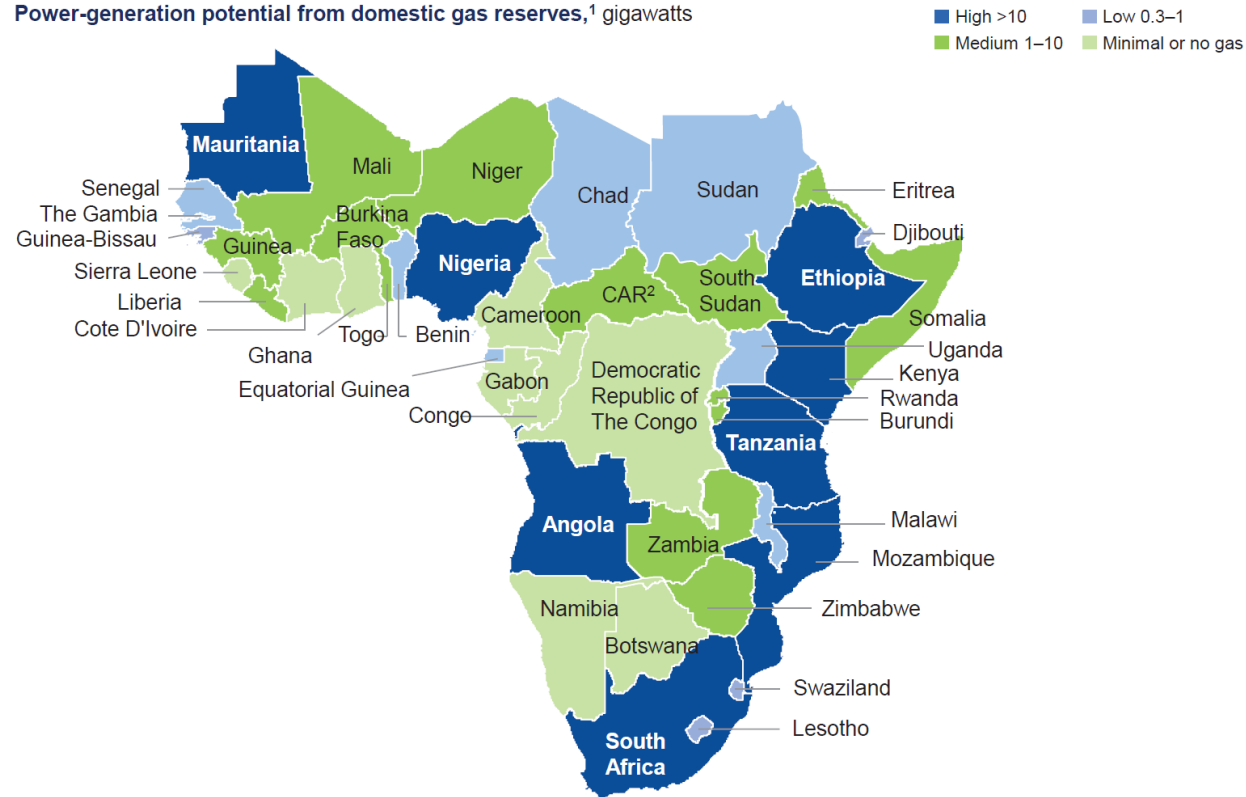 Power-generation potential from domestic gas reserves,¹ gigawatts
High >10
Low 0.3–1
Medium 1–10
Minimal or no gas
Mauritania
Mali
Niger
Chad
Sudan
Eritrea
Senegal
The Gambia
Guinea-Bissau
Burkina
Faso
Guinea
Djibouti
Nigeria
Ethiopia
Sierra Leone
Liberia
Cote D'Ivoire
Ghana
Togo
Benin
Cameroon
CAR²
South
Sudan
Somalia
Uganda
Kenya
Equatorial Guinea
Gabon
Congo
Democratic
Republic of
The Congo
Rwanda
Burundi
Tanzania
Angola
Zambia
Malawi
Mozambique
Namibia
Zimbabwe
Botswana
Swaziland
Lesotho
South
Africa